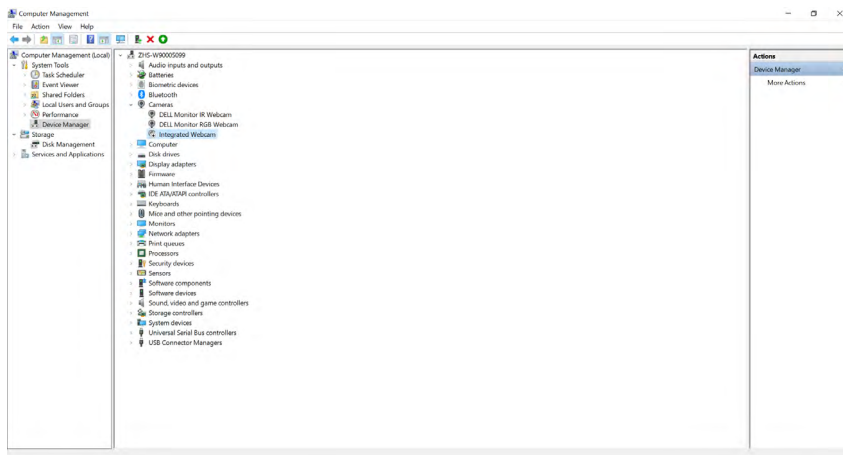 Computer Management
File Action View Help
Computer Management (Local)
System Tools
Task Scheduler
Event Viewer
Shared Folders
Local Users and Groups
Performance
Device Manager
Storage
Disk Management
Services and Applications
ZHS-W90005099
Audio inputs and outputs
Batteries
Biometric devices
Bluetooth
Cameras
DELL Monitor IR Webcam
DELL Monitor RGB Webcam
Integrated Webcam
Computer
Disk drives
Display adapters
Firmware
Human Interface Devices
IDE ATA/ATAPI controllers
Keyboards
Mice and other pointing devices
Monitors
Network adapters
Print queues
Processors
Security devices
Sensors
Software components
Software devices
Sound, video and game controllers
Storage controllers
System devices
Universal Serial Bus controllers
USB Connector Managers
Actions
Device Manager
More Actions